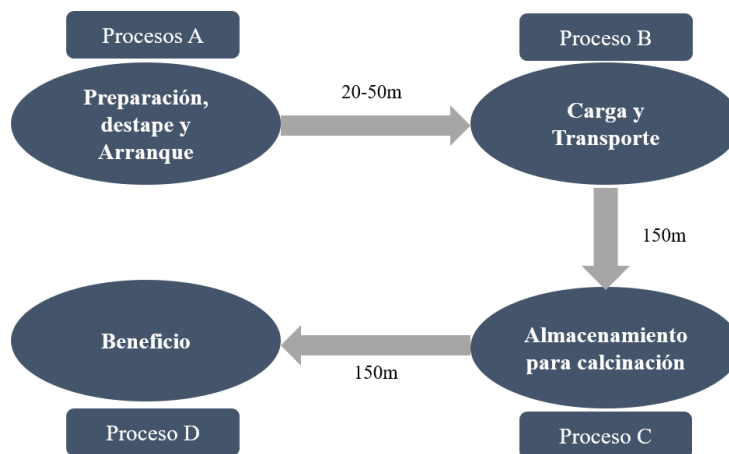 Procesos A
Preparación,
destape y
Arranque
20-50m
Proceso B
Carga y
Transporte
150m
Almacenamiento
para calcinación
Proceso C
150m
Beneficio
Proceso D